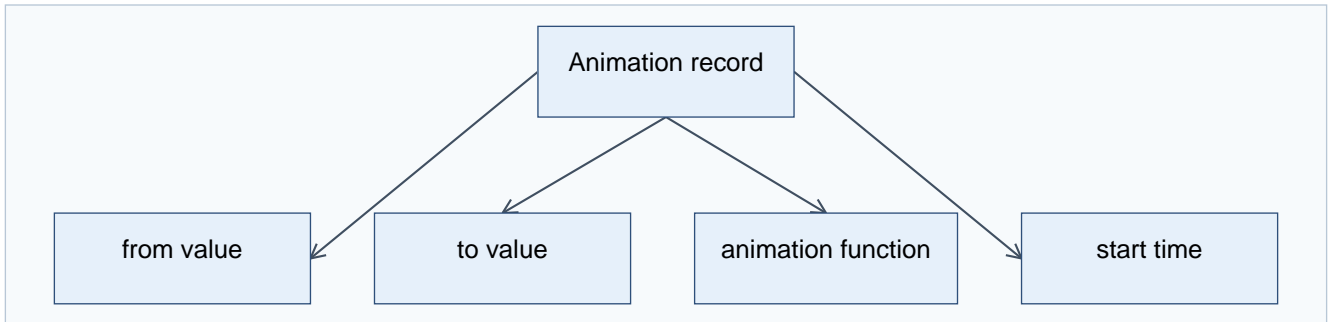 Animation record
from value
to value
animation function
start time